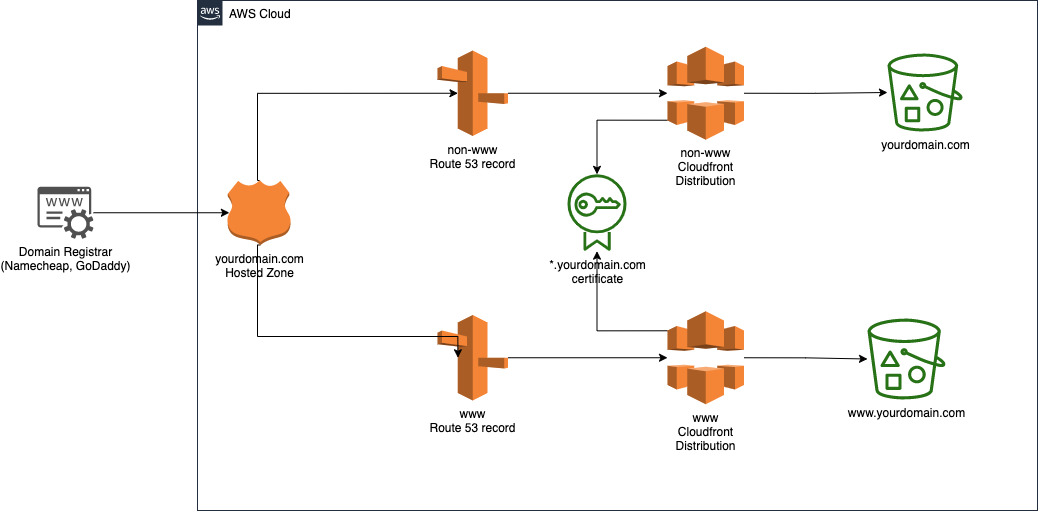 aws
AWS Cloud
non-www
Route 53 record
non-www
Cloudfront
Distribution
yourdomain.com
WWW
Domain Registrar
(Namecheap, GoDaddy)
yourdomain.com
Hosted Zone
*.yourdomain.com
certificate
www
Route 53 record
www
Cloudfront
Distribution
www.yourdomain.com